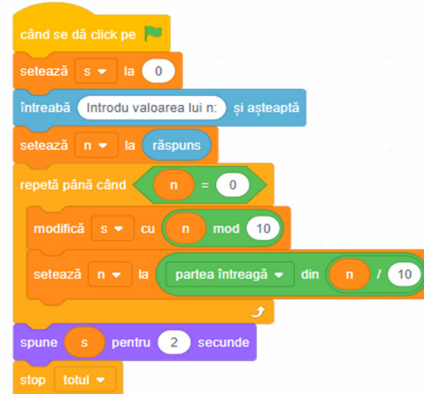 când se dă click pe
setează s la 0
întreabă Introdu valoarea lui n: și așteaptă
setează n la răspuns
repetă până când n = 0
modifică s cu n mod 10
setează n la partea întreagă din n / 10
spune s pentru 2 secunde
stop totul